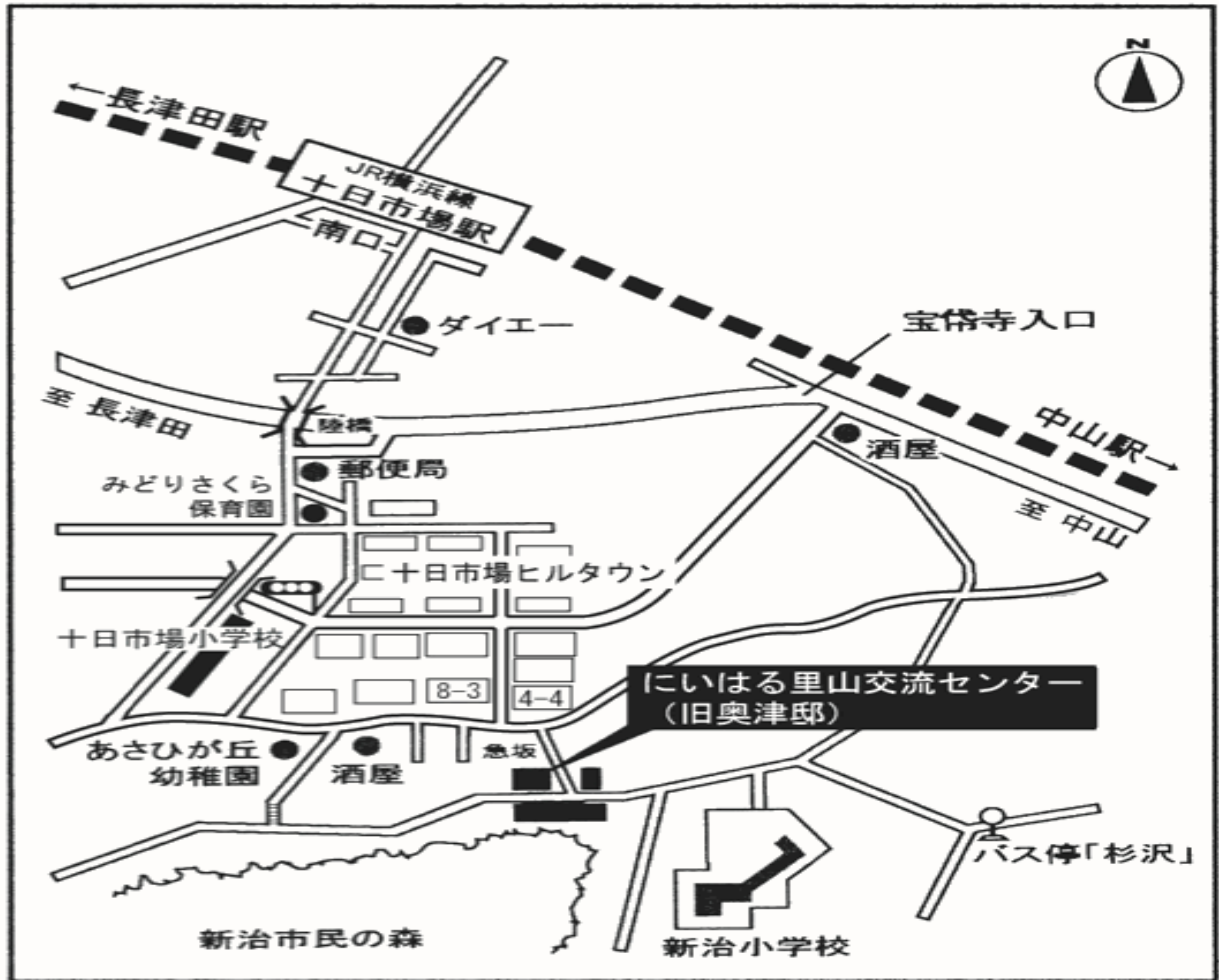 N
←長津田駅
JR横浜線
十日市場駅
南口
ダイエー
宝帒寺入口
至 長津田
陸橋
中山駅→
酒屋
郵便局
みどりさくら
保育園
至 中山
十日市場ヒルタウン
十日市場小学校
にいはる里山交流センター
（旧奥津邸）
8-3
4-4
あさひが丘
幼稚園
酒屋
急坂
バス停「杉沢」
新治市民の森
新治小学校